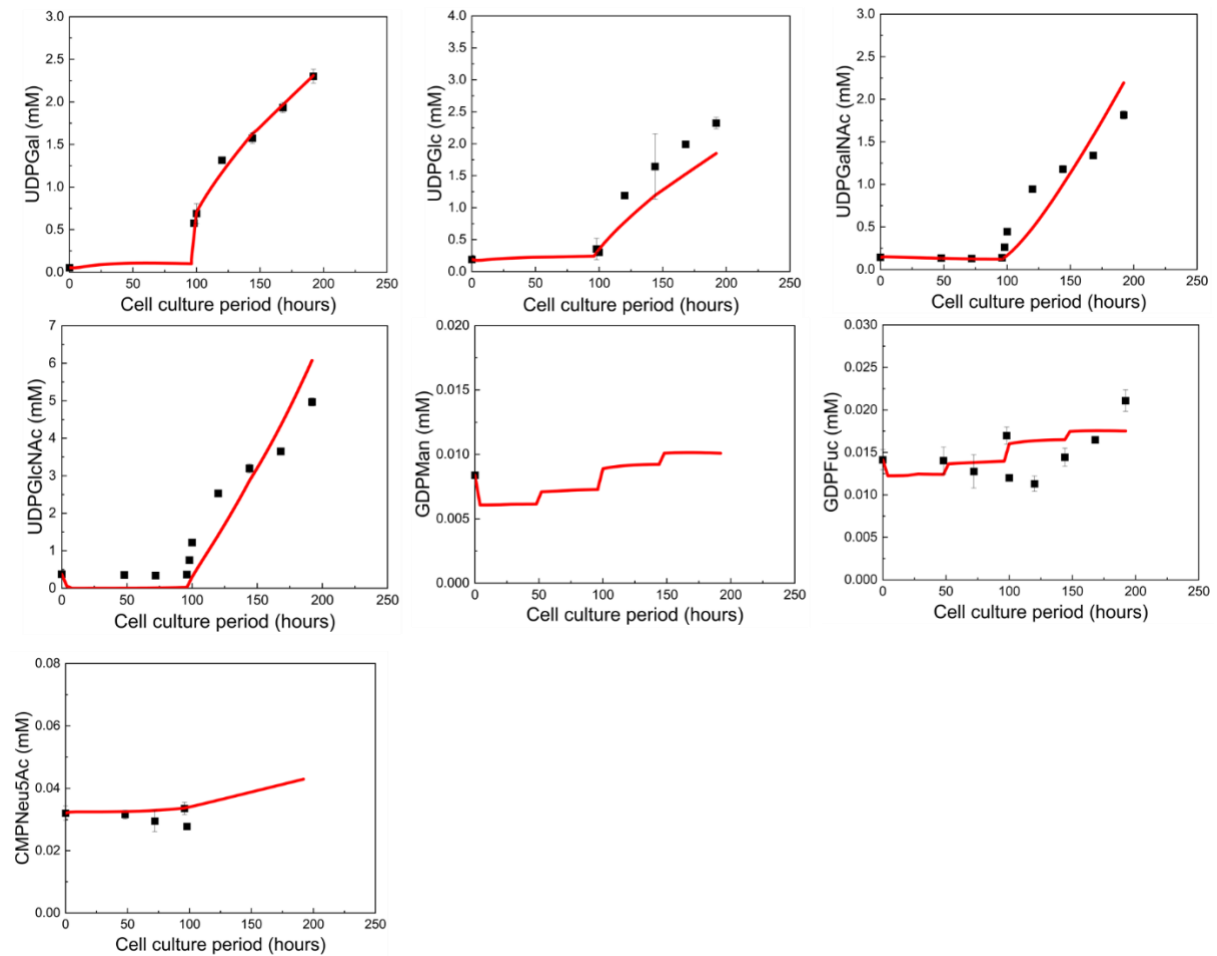 3.0
2.5
2.0
1.5
1.0
0.5
0.0
UDPGal (mM)
0 50 100 150 200 250
Cell culture period (hours)
4.0
3.5
3.0
2.5
2.0
1.5
1.0
0.5
0.0
UDPGlc (mM)
0 50 100 150 200 250
Cell culture period (hours)
3.0
2.5
2.0
1.5
1.0
0.5
0.0
UDPGalNAc (mM)
0 50 100 150 200 250
Cell culture period (hours)
7
6
5
4
3
2
1
0
UDPGlcNAc (mM)
0 50 100 150 200 250
Cell culture period (hours)
0.020
0.015
0.010
0.005
0.000
GDPMan (mM)
0 50 100 150 200 250
Cell culture period (hours)
0.030
0.025
0.020
0.015
0.010
0.005
0.000
GDPFuc (mM)
0 50 100 150 200 250
Cell culture period (hours)
0.08
0.06
0.04
0.02
0.00
CMPNeu5Ac (mM)
0 50 100 150 200 250
Cell culture period (hours)